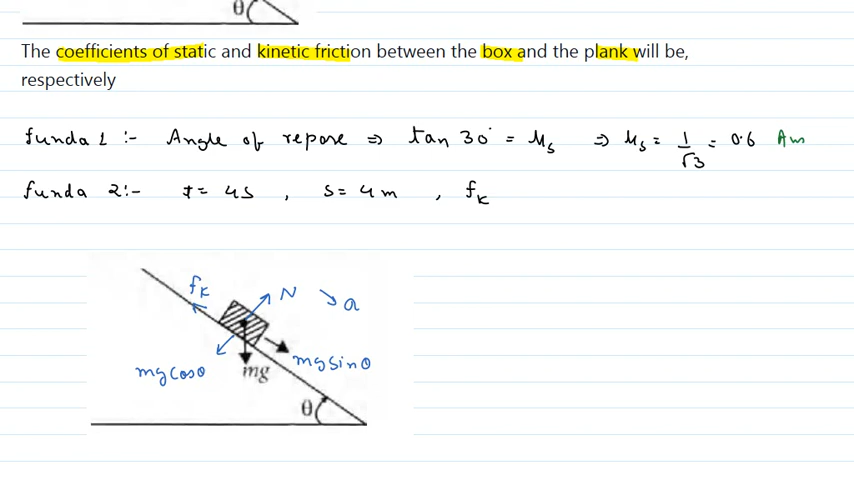 θ
The coefficients of static and kinetic friction between the box and the plank will be,
respectively
funda 1 :- Angle of repose ⇒ tan 30° = μs ⇒ μs = 1/√3 = 0.6 Ans
funda 2 :- t = 4s , s = 4m , fk
fk N a
mg cosθ mg mg sinθ
θ